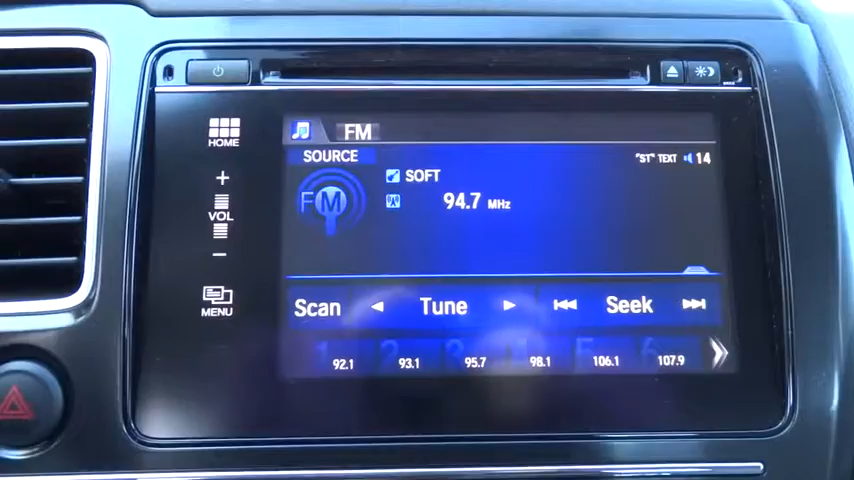 HOME
+
VOL
−
MENU
FM
SOURCE
"ST" TEXT 14
FM
SOFT
94.7 MHz
Scan Tune Seek
1 92.1 2 93.1 3 95.7 4 98.1 5 106.1 6 107.9